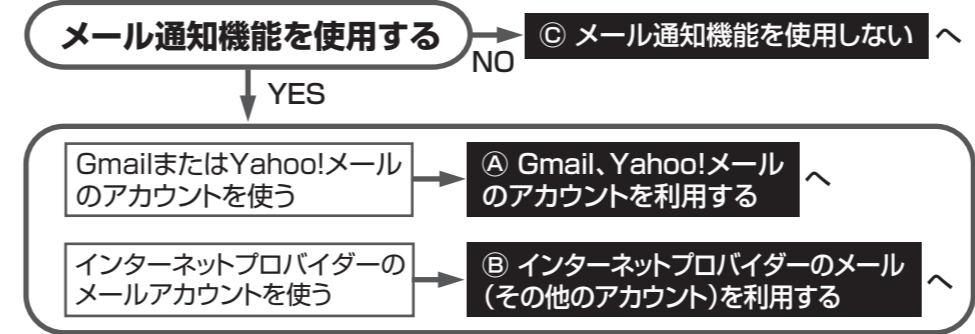 メール通知機能を使用する
NO
Ⓒ メール通知機能を使用しない へ
YES
GmailまたはYahoo!メール
のアカウントを使う
Ⓐ Gmail、Yahoo!メール
のアカウントを利用する
へ
インターネットプロバイダーの
メールアカウントを使う
Ⓑ インターネットプロバイダーのメール
(その他のアカウント)を利用する
へ